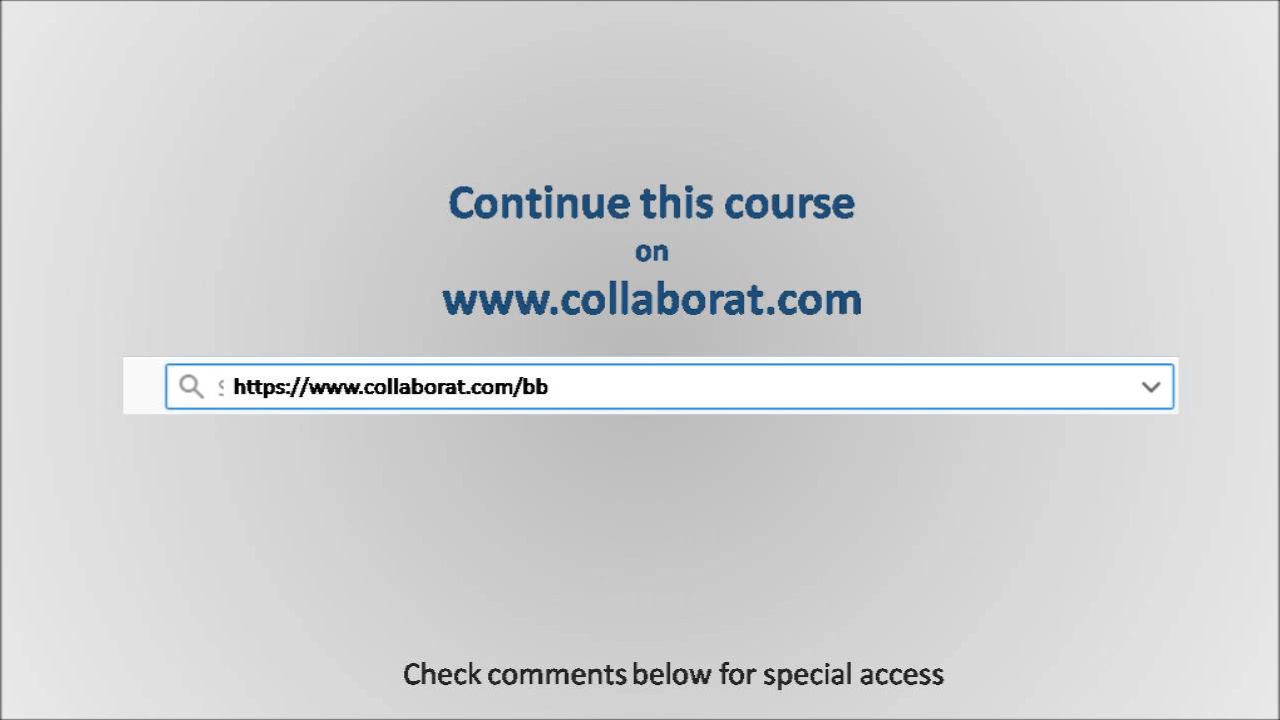 Continue this course
on
www.collaborat.com
https://www.collaborat.com/bb
Check comments below for special access